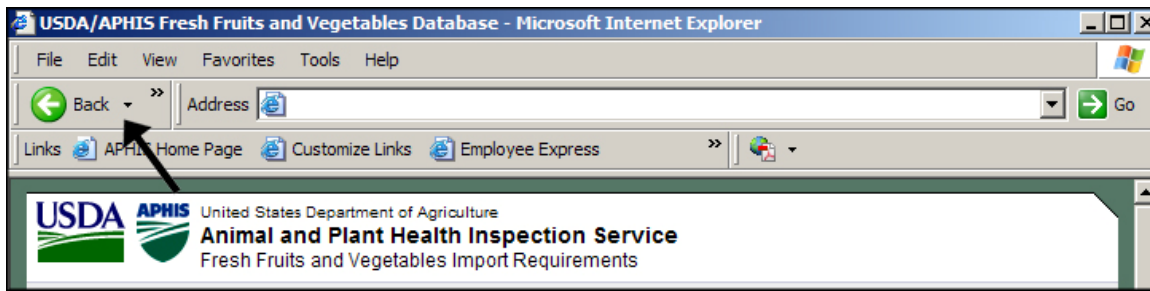 USDA/APHIS Fresh Fruits and Vegetables Database - Microsoft Internet Explorer
File Edit View Favorites Tools Help
Back » Address Go
Links APHIS Home Page Customize Links Employee Express »
USDA APHIS United States Department of Agriculture
Animal and Plant Health Inspection Service
Fresh Fruits and Vegetables Import Requirements